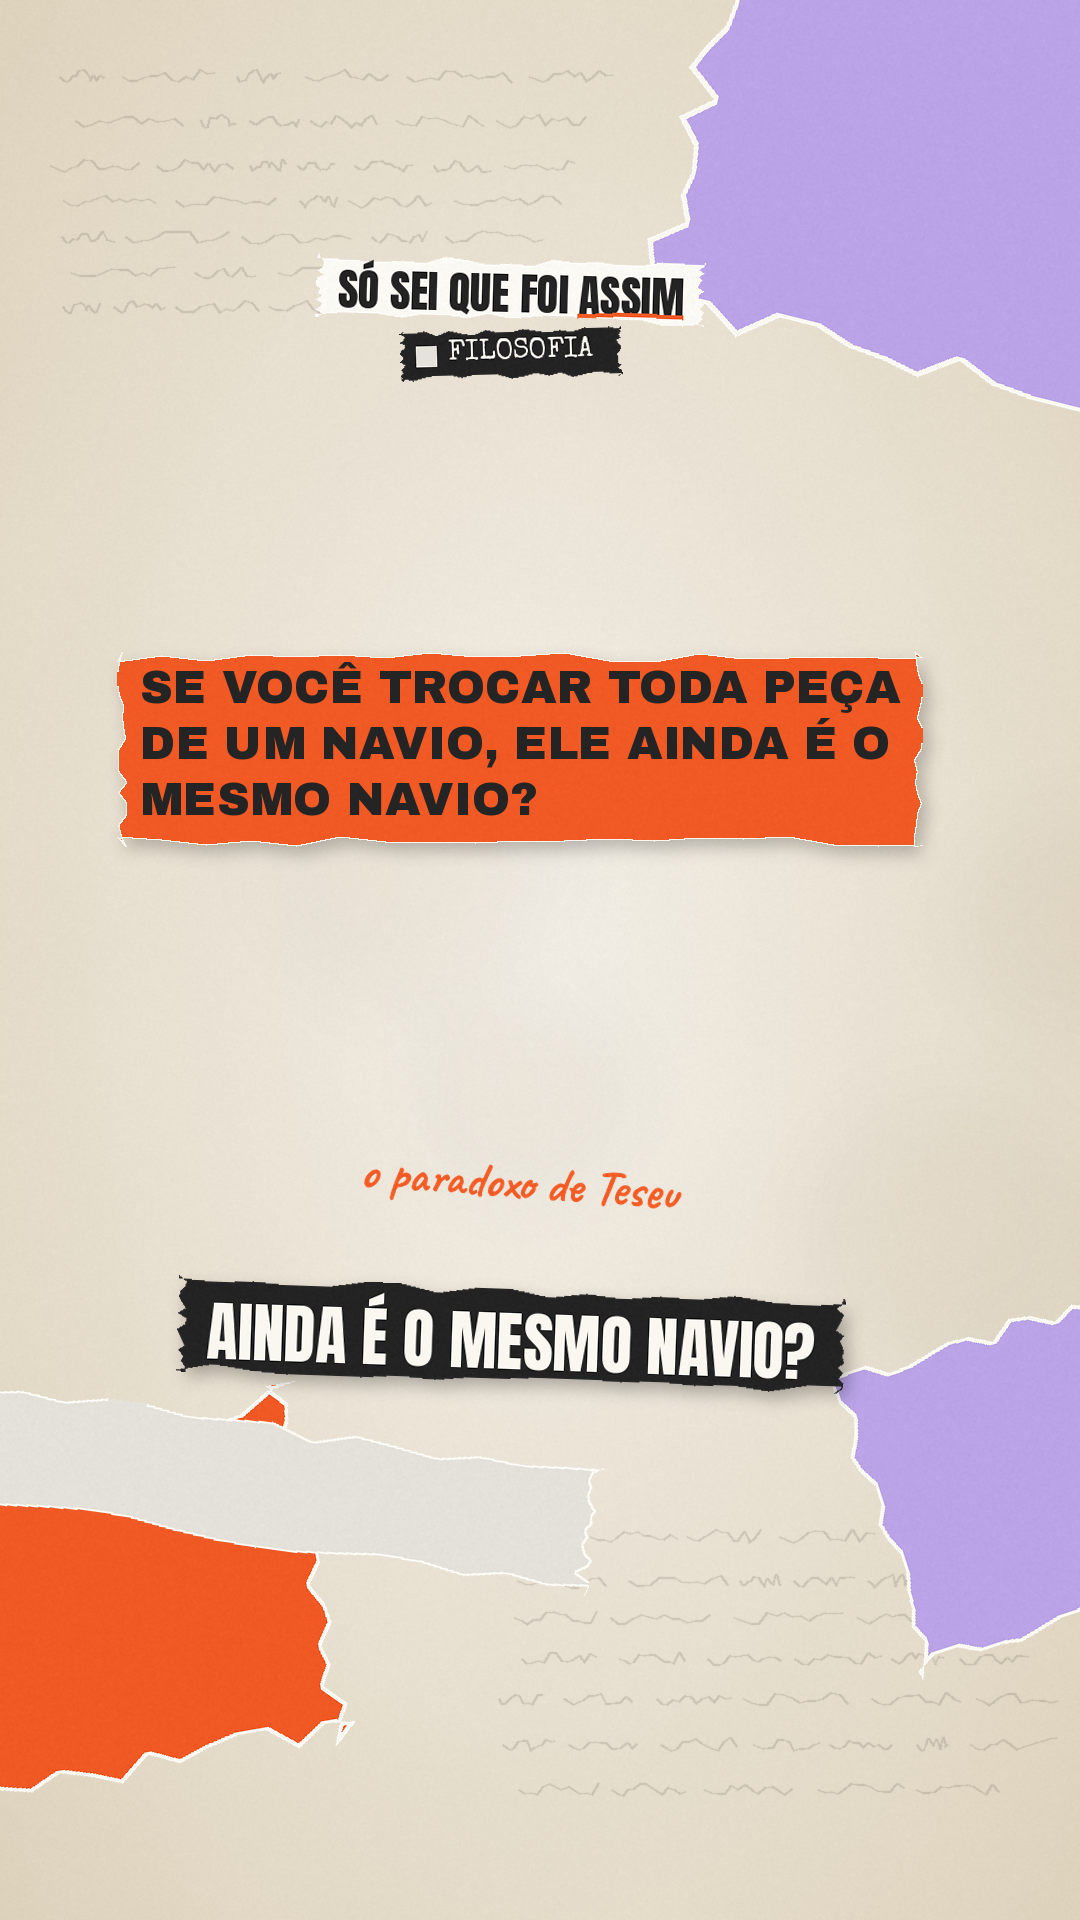 SÓ SEI QUE FOI ASSIM
FILOSOFIA
SE VOCÊ TROCAR TODA PEÇA
DE UM NAVIO, ELE AINDA É O
MESMO NAVIO?
o paradoxo de Teseu
AINDA É O MESMO NAVIO?